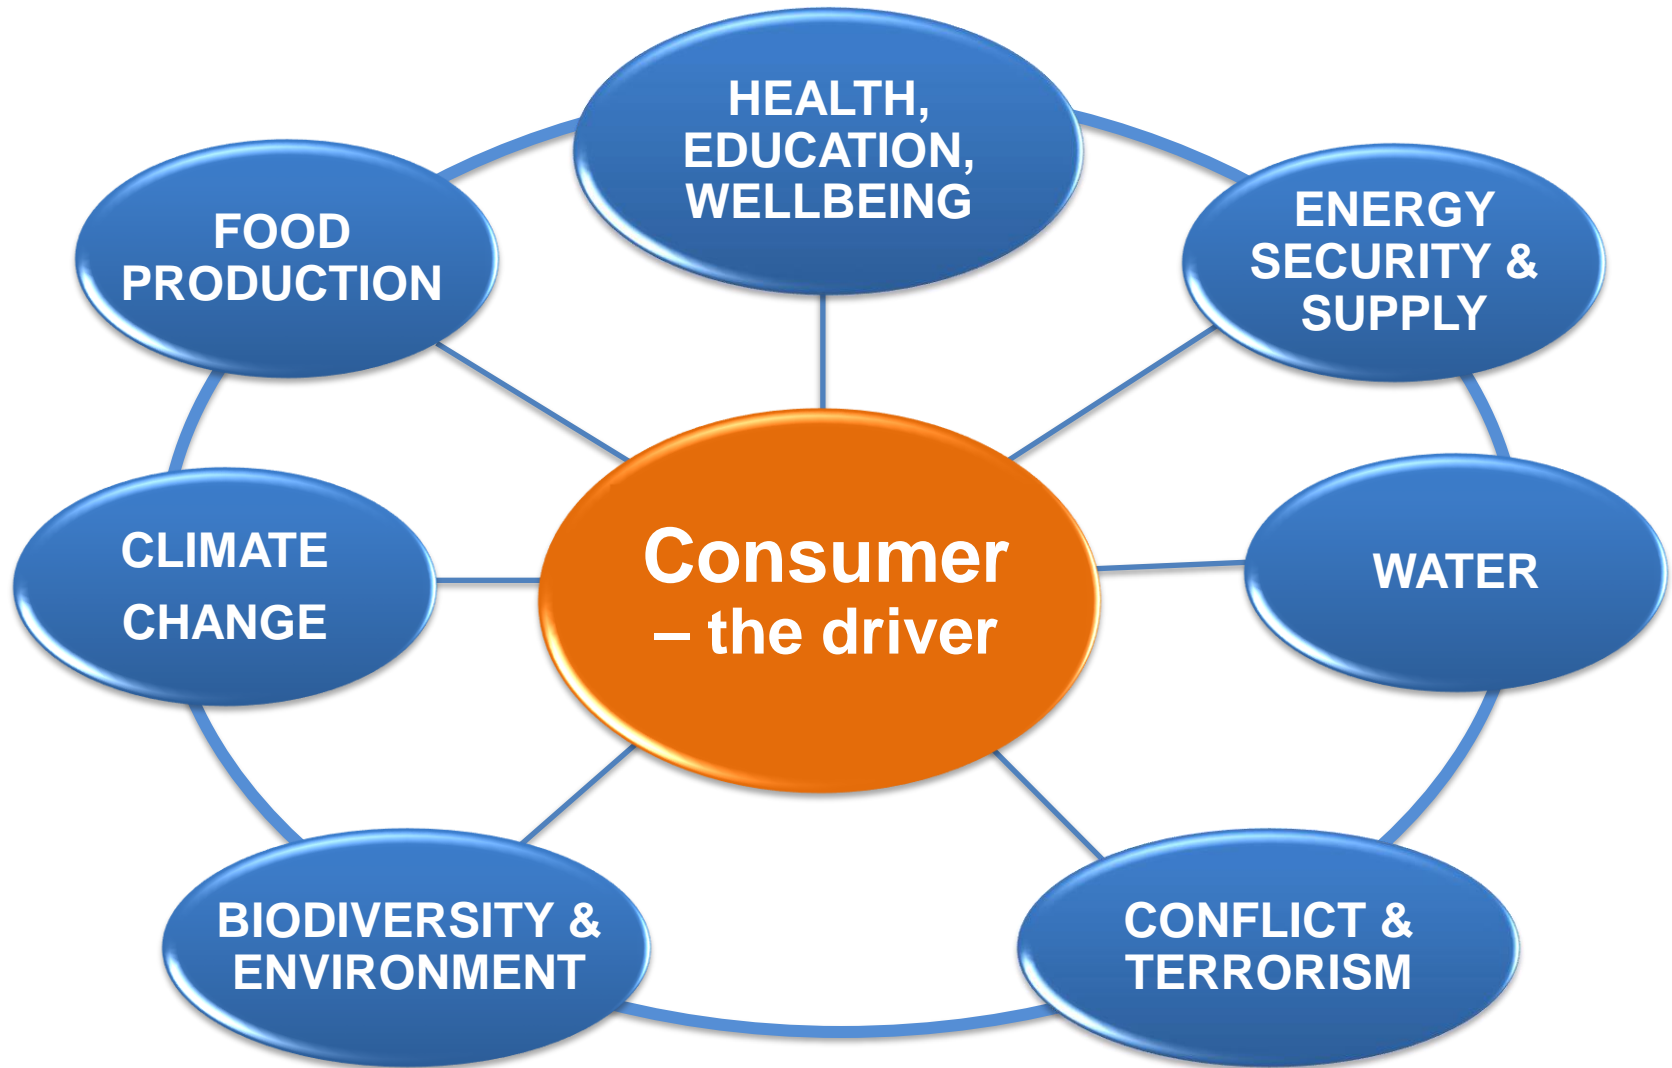 HEALTH,
EDUCATION,
WELLBEING
FOOD
PRODUCTION
ENERGY
SECURITY &
SUPPLY
CLIMATE
CHANGE
Consumer
– the driver
WATER
BIODIVERSITY &
ENVIRONMENT
CONFLICT &
TERRORISM